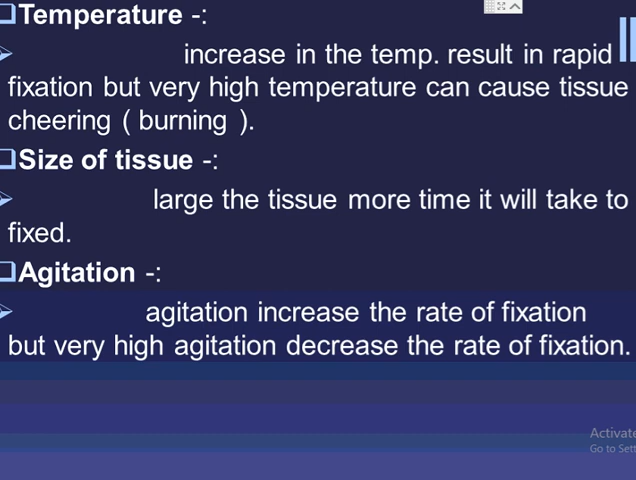 Temperature -:
increase in the temp. result in rapid
fixation but very high temperature can cause tissue
cheering ( burning ).
Size of tissue -:
large the tissue more time it will take to
fixed.
Agitation -:
agitation increase the rate of fixation
but very high agitation decrease the rate of fixation.
Activate
Go to Sett